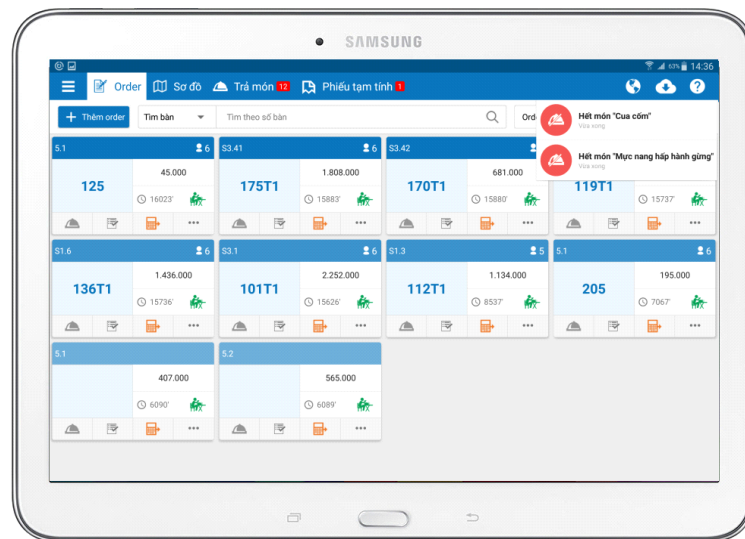 SAMSUNG
63% 14:36
Order Sơ đồ Trả món 12 Phiếu tạm tính 1
Thêm order Tìm bàn Tìm theo số bàn
Hết món "Cua cốm"
Vừa xong
Hết món "Mực nang hấp hành gừng"
Vừa xong
5.1 6 S3.41 6 S3.42
125 45.000 175T1 1.808.000 170T1 681.000 119T1
16023' 15883' 15880' 15737'
S1.6 6 S3.1 6 S1.3 5 5.1 6
136T1 1.436.000 101T1 2.252.000 112T1 1.134.000 205 195.000
15736' 15626' 8537' 7067'
5.1 5.2
407.000 565.000
6090' 6089'